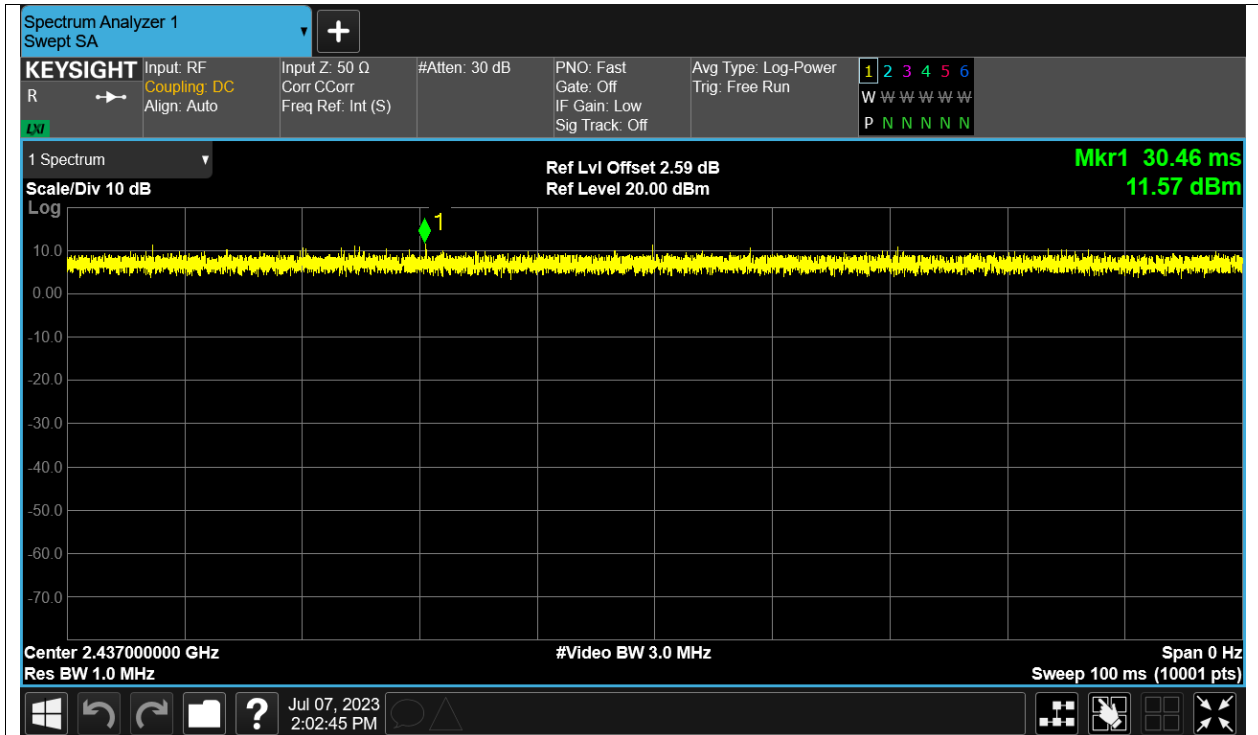 Spectrum Analyzer 1
Swept SA
KEYSIGHT
R
LXI
Input: RF
Coupling: DC
Align: Auto
Input Z: 50 Ω
Corr CCorr
Freq Ref: Int (S)
#Atten: 30 dB
PNO: Fast
Gate: Off
IF Gain: Low
Sig Track: Off
Avg Type: Log-Power
Trig: Free Run
1 2 3 4 5 6
W W W W W W
P N N N N N
1 Spectrum
Scale/Div 10 dB
Log
Ref Lvl Offset 2.59 dB
Ref Level 20.00 dBm
Mkr1 30.46 ms
11.57 dBm
1
10.0
0.00
-10.0
-20.0
-30.0
-40.0
-50.0
-60.0
-70.0
Center 2.437000000 GHz
Res BW 1.0 MHz
#Video BW 3.0 MHz
Span 0 Hz
Sweep 100 ms (10001 pts)
?
Jul 07, 2023
2:02:45 PM